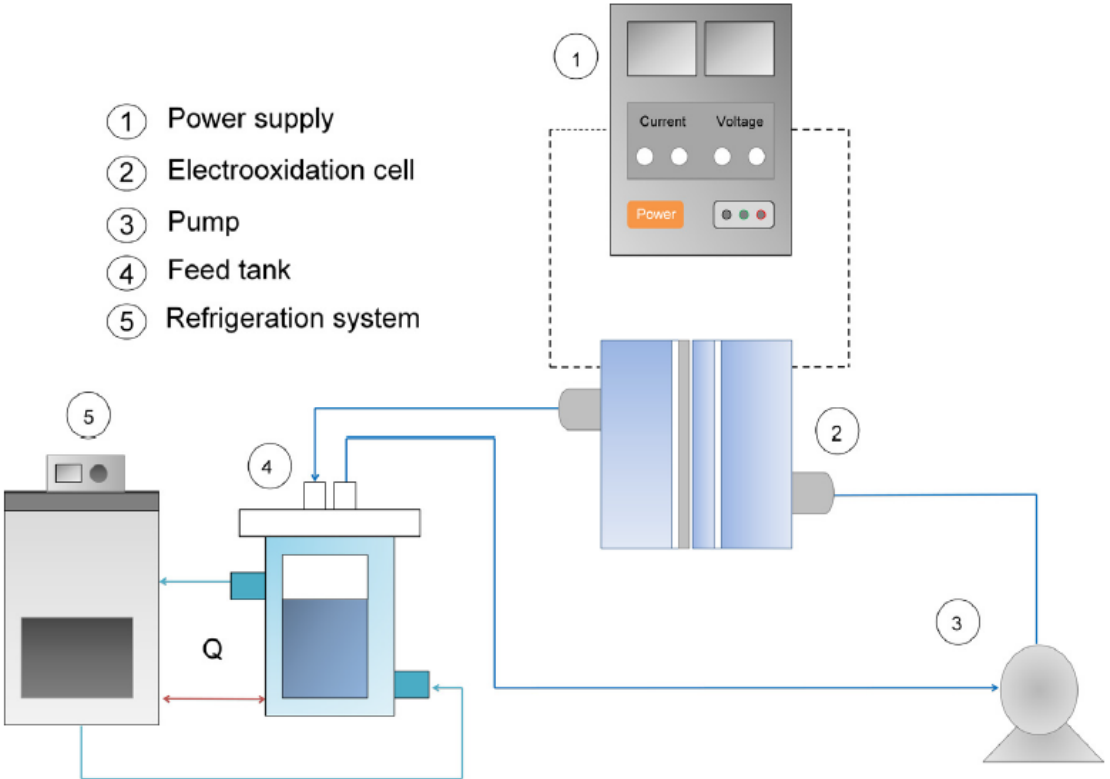 1
Current Voltage
Power
1 Power supply
2 Electrooxidation cell
3 Pump
4 Feed tank
5 Refrigeration system
5
4
2
Q
3